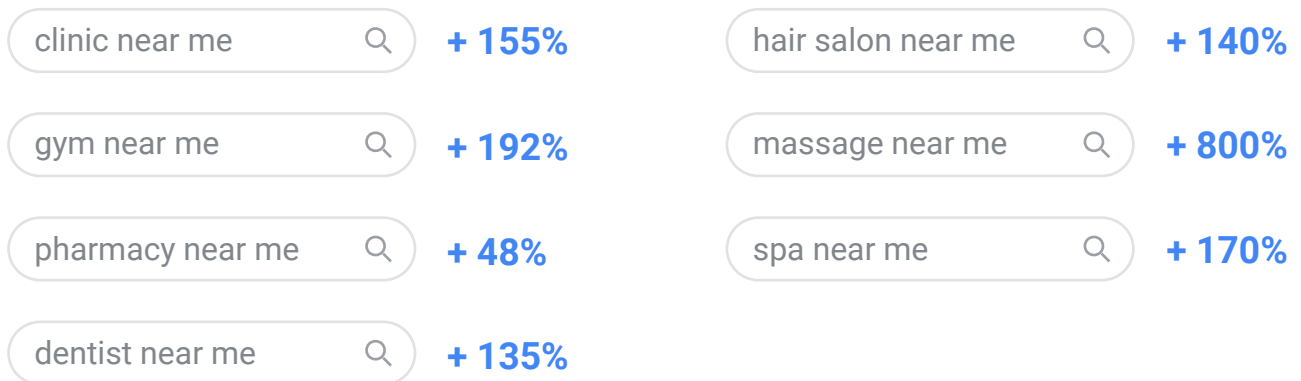 clinic near me + 155%
gym near me + 192%
pharmacy near me + 48%
dentist near me + 135%
hair salon near me + 140%
massage near me + 800%
spa near me + 170%